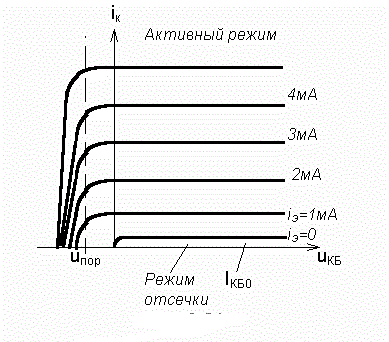 iк
Активный режим
4мА
3мА
2мА
iэ=1мА
iэ=0
uпор
uКБ
Режим
отсечки
IКБ0